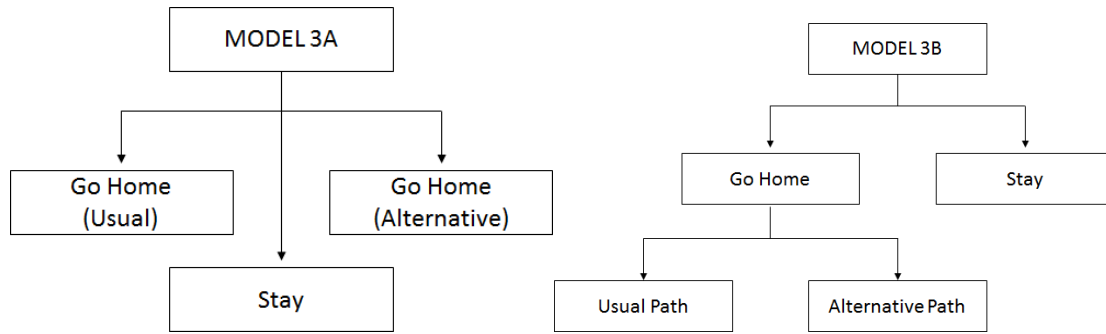 MODEL 3A
Go Home
(Usual)
Go Home
(Alternative)
Stay
MODEL 3B
Go Home
Stay
Usual Path
Alternative Path